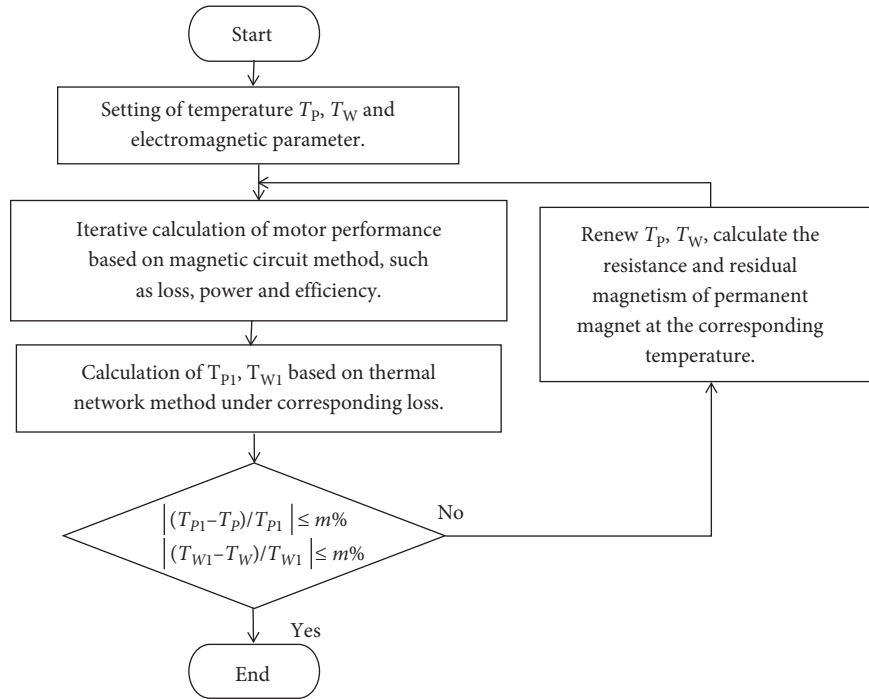 Start
Setting of temperature T_P, T_W and
electromagnetic parameter.
Iterative calculation of motor performance
based on magnetic circuit method, such
as loss, power and efficiency.
Renew T_P, T_W, calculate the
resistance and residual
magnetism of permanent
magnet at the corresponding
temperature.
Calculation of T_P1, T_W1 based on thermal
network method under corresponding loss.
|(T_P1–T_P)/T_P1| ≤ m%
|(T_W1–T_W)/T_W1| ≤ m%
No
Yes
End